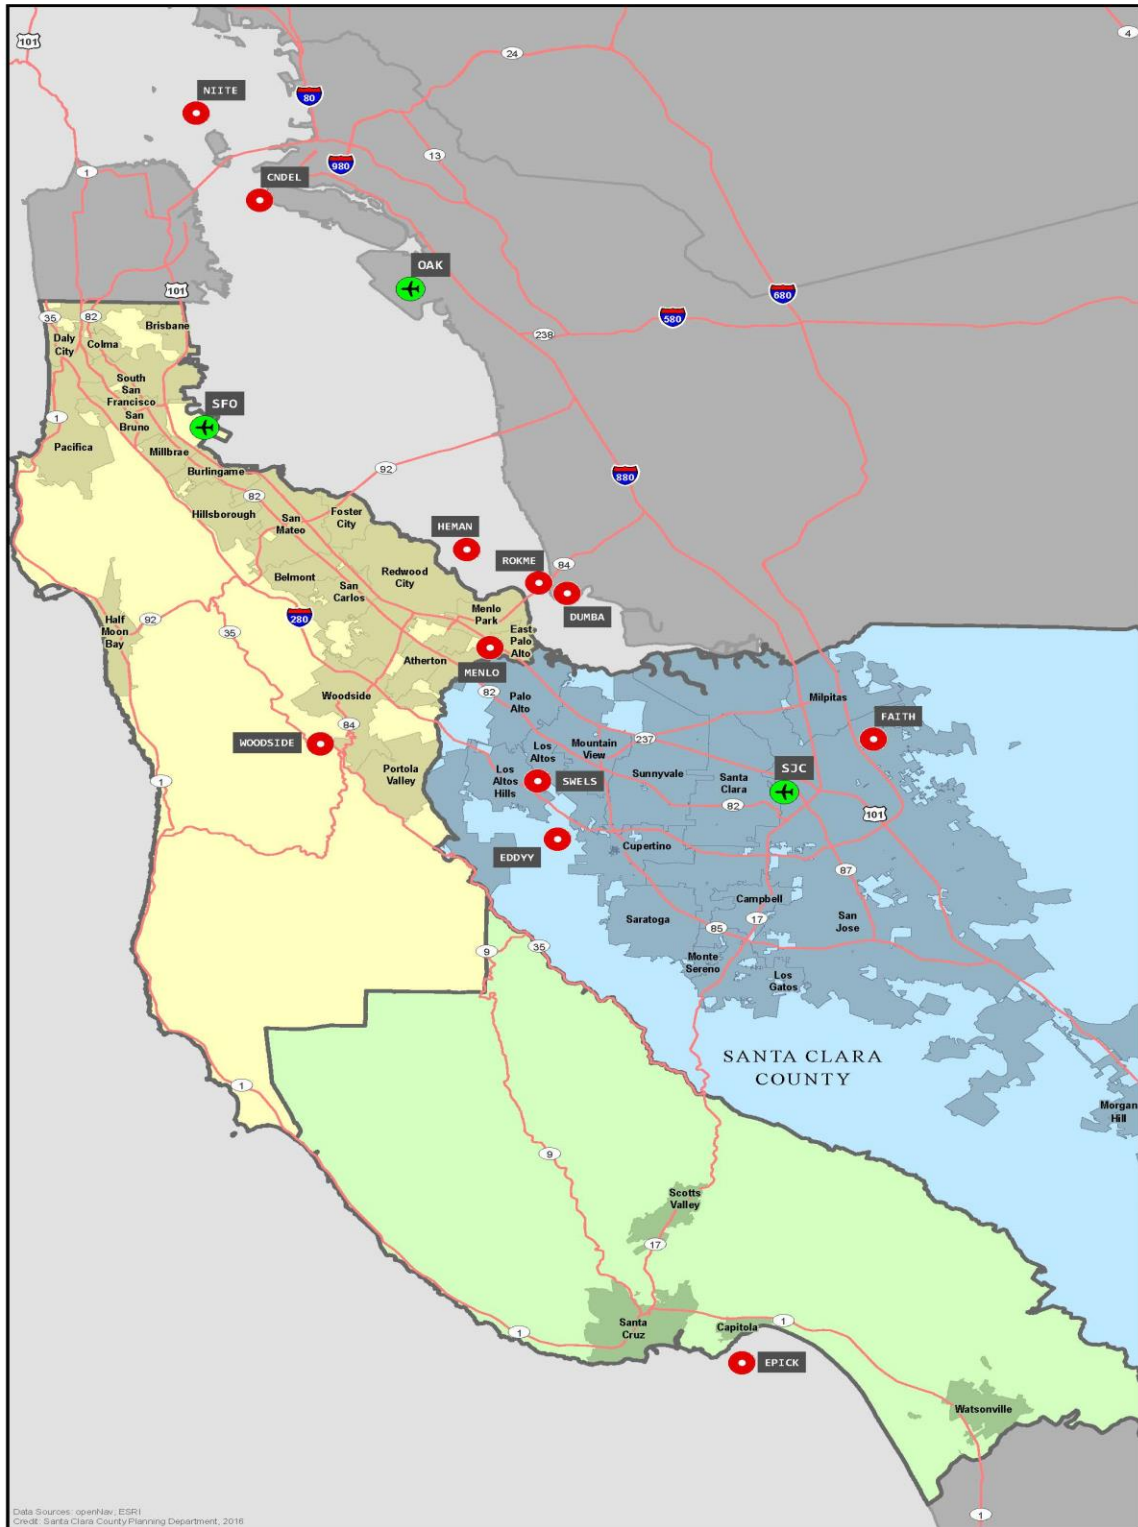 101
4
24
NIITE
80
13
980
1
CNDEL
OAK
101
680
35
82
Brisbane
580
Daly
City
Colma
238
South
San
Francisco
SFO
1
San
Bruno
Pacifica
Millbrae
92
Burlingame
880
82
Hillsborough
San
Mateo
Foster
City
HEMAN
ROKME
84
Belmont
San
Carlos
Redwood
City
Menlo
Park
DUMBA
280
Half
Moon
Bay
92
35
East
Palo
Alto
Atherton
MENLO
82
Woodside
Palo
Alto
Milpitas
FAITH
84
WOODSIDE
237
Mountain
View
Los
Altos
Portola
Valley
Los
Altos
Hills
SWELS
Sunnyvale
Santa
Clara
SJC
1
82
101
EDDYY
Cupertino
87
Campbell
Saratoga
17
San
Jose
85
9
35
Monte
Sereno
Los
Gatos
SANTA CLARA
COUNTY
1
Morgan
Hill
9
Scotts
Valley
17
Santa
Cruz
1
Capitola
1
EPICK
Watsonville
1
Data Sources: openNav, ESRI
Credit: Santa Clara County Planning Department, 2016